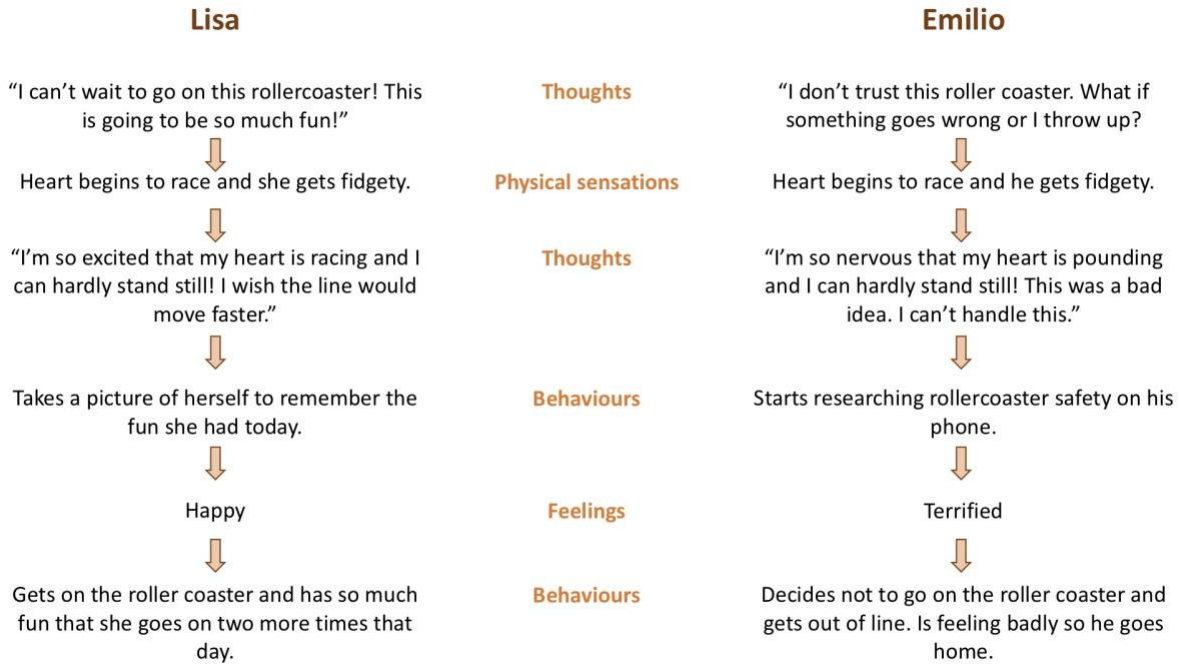 Lisa
Emilio
“I can’t wait to go on this rollercoaster! This
is going to be so much fun!”
Thoughts
“I don’t trust this roller coaster. What if
something goes wrong or I throw up?
Heart begins to race and she gets fidgety.
Physical sensations
Heart begins to race and he gets fidgety.
“I’m so excited that my heart is racing and I
can hardly stand still! I wish the line would
move faster.”
Thoughts
“I’m so nervous that my heart is pounding
and I can hardly stand still! This was a bad
idea. I can’t handle this.”
Takes a picture of herself to remember the
fun she had today.
Behaviours
Starts researching rollercoaster safety on his
phone.
Happy
Feelings
Terrified
Gets on the roller coaster and has so much
fun that she goes on two more times that
day.
Behaviours
Decides not to go on the roller coaster and
gets out of line. Is feeling badly so he goes
home.